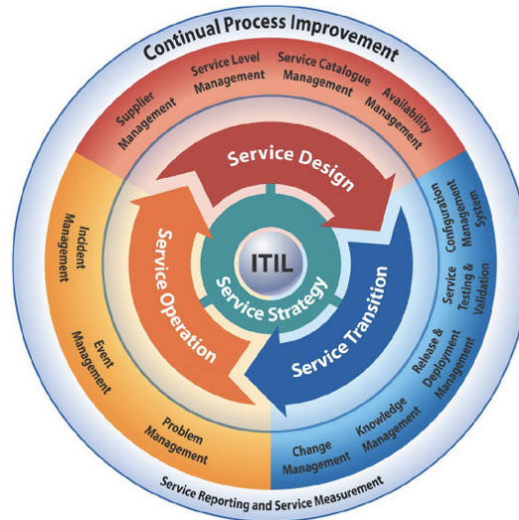 Continual Process Improvement
Supplier
Management
Service Level
Management
Service Catalogue
Management
Availability
Management
Configuration
Management
System
Service
Testing &
Validation
Release &
Deployment
Management
Knowledge
Management
Change
Management
Problem
Management
Event
Management
Incident
Management
Service Design
Service Transition
Service Operation
ITIL
Service Strategy
Service Reporting and Service Measurement